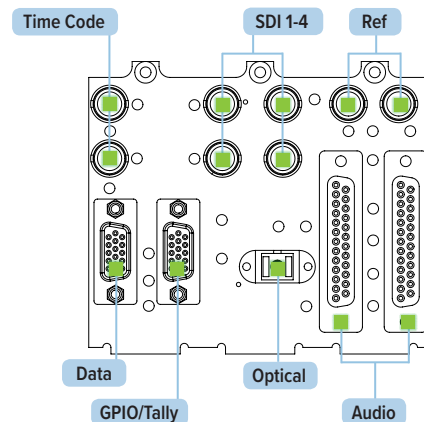 Time Code
SDI 1-4
Ref
Data
GPIO/Tally
Optical
Audio